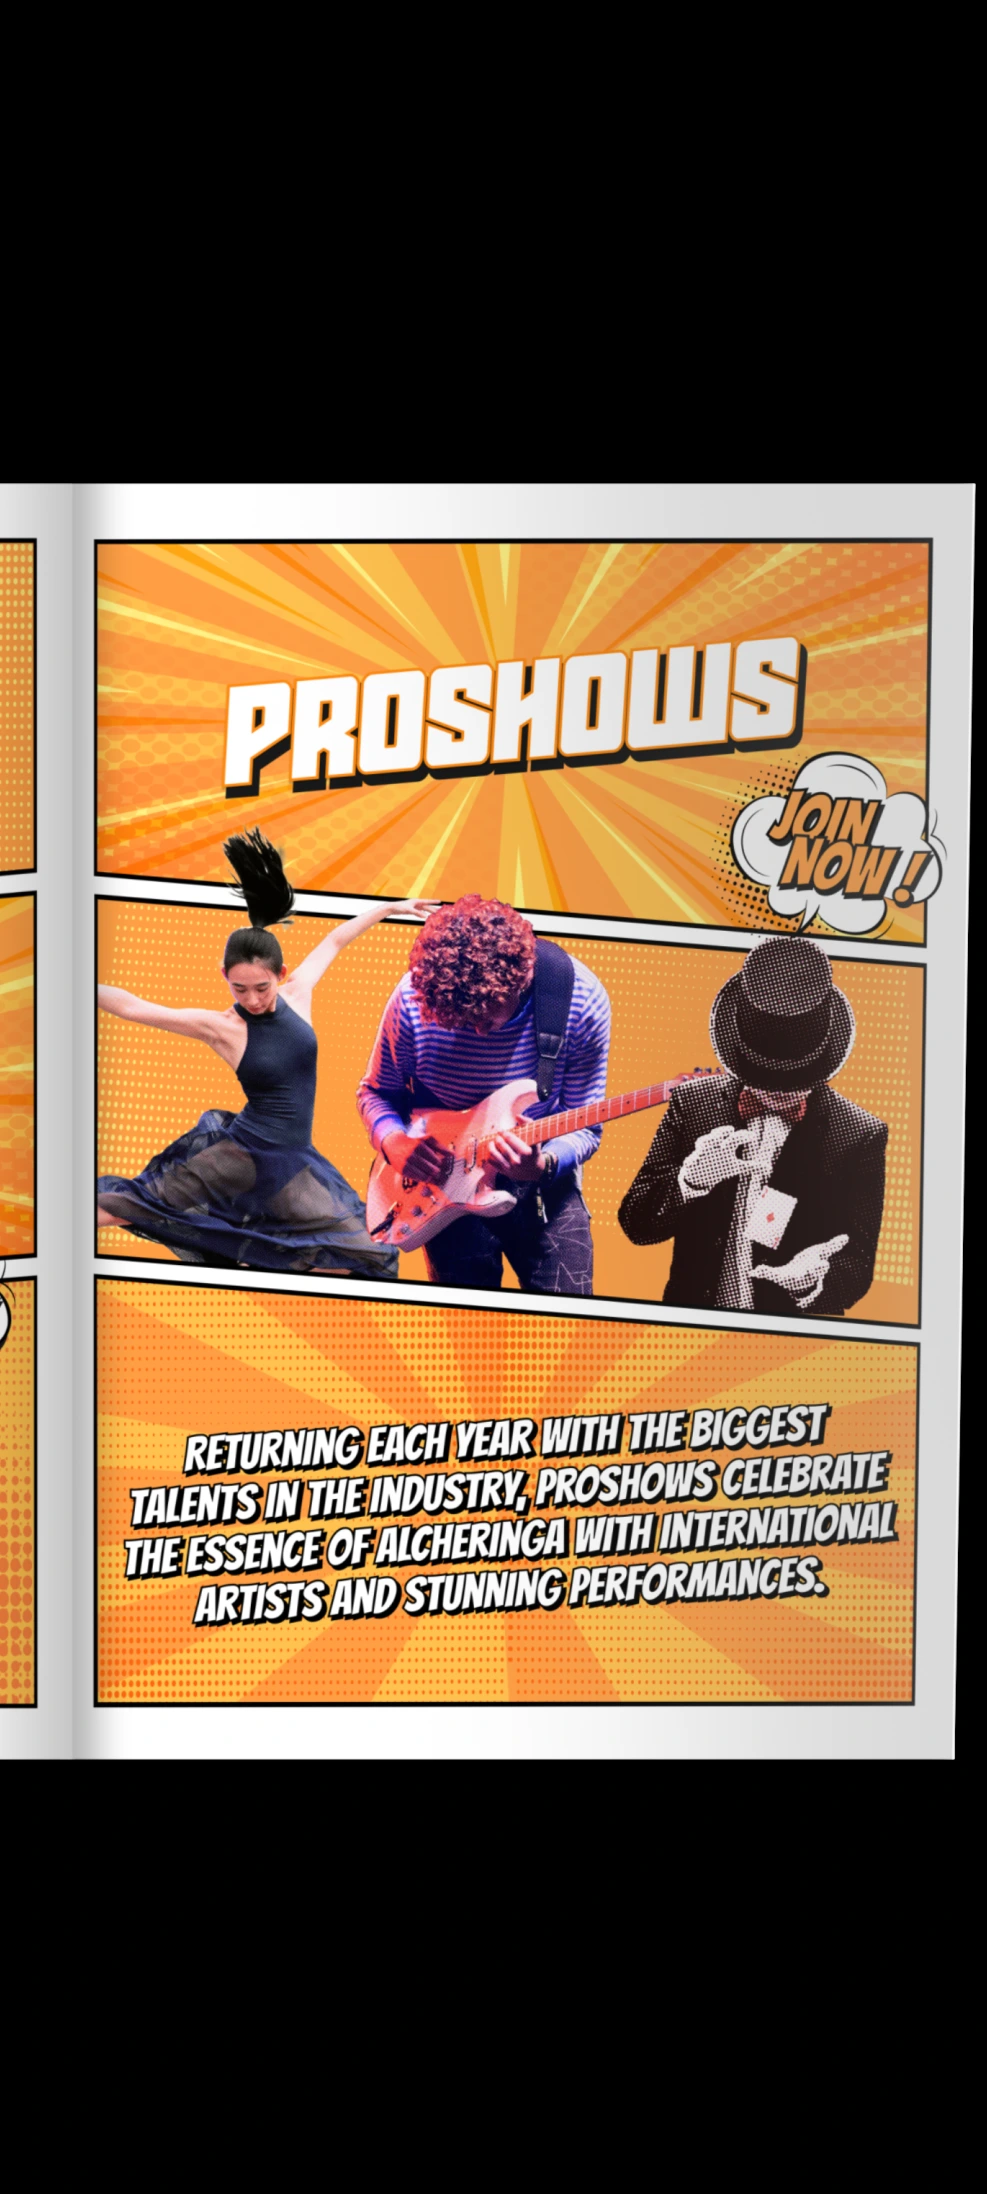 PROSHOWS
JOIN
NOW!
RETURNING EACH YEAR WITH THE BIGGEST
TALENTS IN THE INDUSTRY, PROSHOWS CELEBRATE
THE ESSENCE OF ALCHERINGA WITH INTERNATIONAL
ARTISTS AND STUNNING PERFORMANCES.